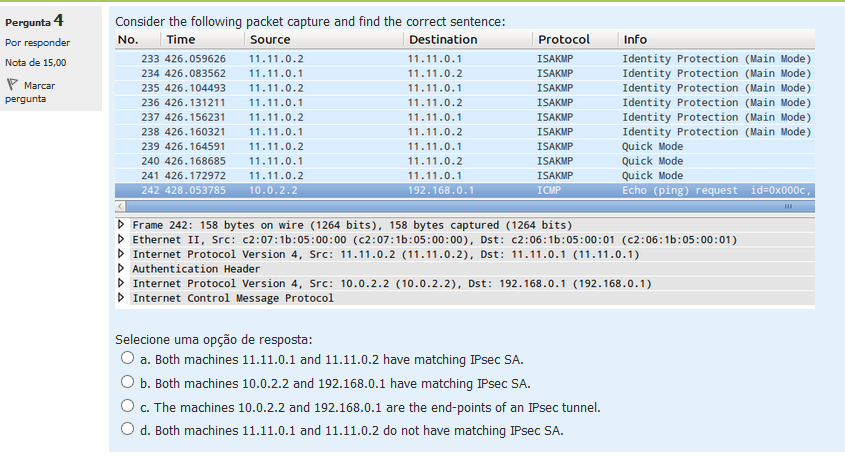 Pergunta 4
Por responder
Nota de 15,00
Marcar
pergunta
Consider the following packet capture and find the correct sentence:
No. Time Source Destination Protocol Info
233 426.059626 11.11.0.2 11.11.0.1 ISAKMP Identity Protection (Main Mode)
234 426.083562 11.11.0.1 11.11.0.2 ISAKMP Identity Protection (Main Mode)
235 426.104493 11.11.0.2 11.11.0.1 ISAKMP Identity Protection (Main Mode)
236 426.131211 11.11.0.1 11.11.0.2 ISAKMP Identity Protection (Main Mode)
237 426.156231 11.11.0.2 11.11.0.1 ISAKMP Identity Protection (Main Mode)
238 426.160321 11.11.0.1 11.11.0.2 ISAKMP Identity Protection (Main Mode)
239 426.164591 11.11.0.2 11.11.0.1 ISAKMP Quick Mode
240 426.168685 11.11.0.1 11.11.0.2 ISAKMP Quick Mode
241 426.172972 11.11.0.2 11.11.0.1 ISAKMP Quick Mode
242 428.053785 10.0.2.2 192.168.0.1 ICMP Echo (ping) request id=0x000c,
Frame 242: 158 bytes on wire (1264 bits), 158 bytes captured (1264 bits)
Ethernet II, Src: c2:07:1b:05:00:00 (c2:07:1b:05:00:00), Dst: c2:06:1b:05:00:01 (c2:06:1b:05:00:01)
Internet Protocol Version 4, Src: 11.11.0.2 (11.11.0.2), Dst: 11.11.0.1 (11.11.0.1)
Authentication Header
Internet Protocol Version 4, Src: 10.0.2.2 (10.0.2.2), Dst: 192.168.0.1 (192.168.0.1)
Internet Control Message Protocol
Selecione uma opção de resposta:
a. Both machines 11.11.0.1 and 11.11.0.2 have matching IPsec SA.
b. Both machines 10.0.2.2 and 192.168.0.1 have matching IPsec SA.
c. The machines 10.0.2.2 and 192.168.0.1 are the end-points of an IPsec tunnel.
d. Both machines 11.11.0.1 and 11.11.0.2 do not have matching IPsec SA.